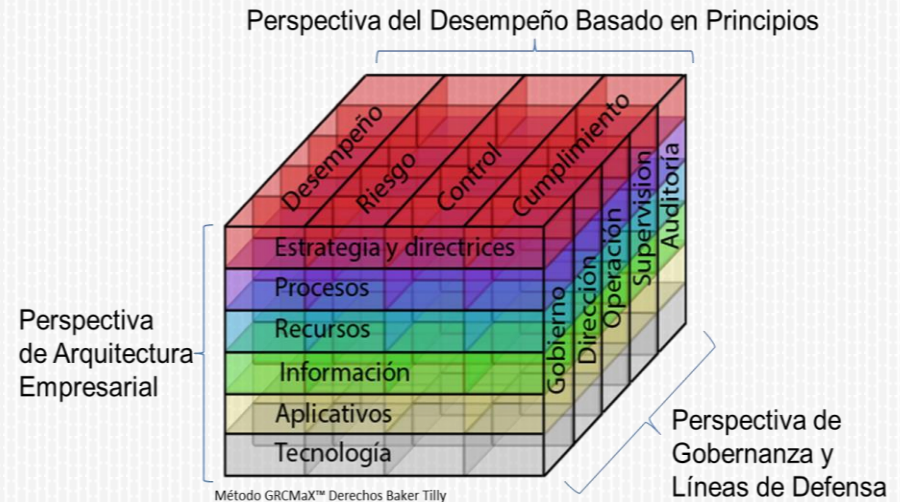 Perspectiva del Desempeño Basado en Principios
Desempeño
Riesgo
Control
Cumplimiento
Estrategia y directrices
Procesos
Recursos
Información
Aplicativos
Tecnología
Gobierno
Dirección
Operación
Supervision
Auditoría
Perspectiva
de Arquitectura
Empresarial
Perspectiva de
Gobernanza y
Líneas de Defensa
Método GRCMaX™ Derechos Baker Tilly